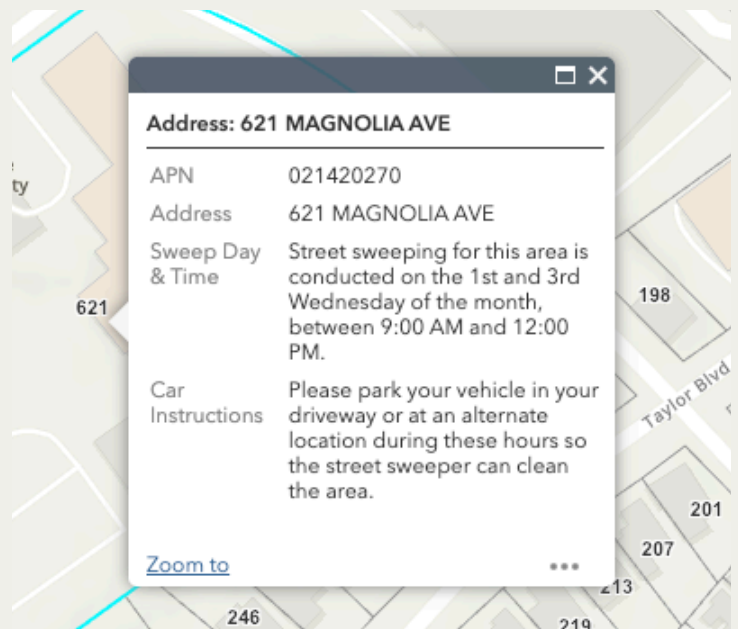 Address: 621 MAGNOLIA AVE
APN 021420270
Address 621 MAGNOLIA AVE
Sweep Day Street sweeping for this area is
& Time conducted on the 1st and 3rd
Wednesday of the month,
between 9:00 AM and 12:00
PM.
Car Please park your vehicle in your
Instructions driveway or at an alternate
location during these hours so
the street sweeper can clean
the area.
Zoom to
ty
621
198
Taylor Blvd
201
207
213
219
246